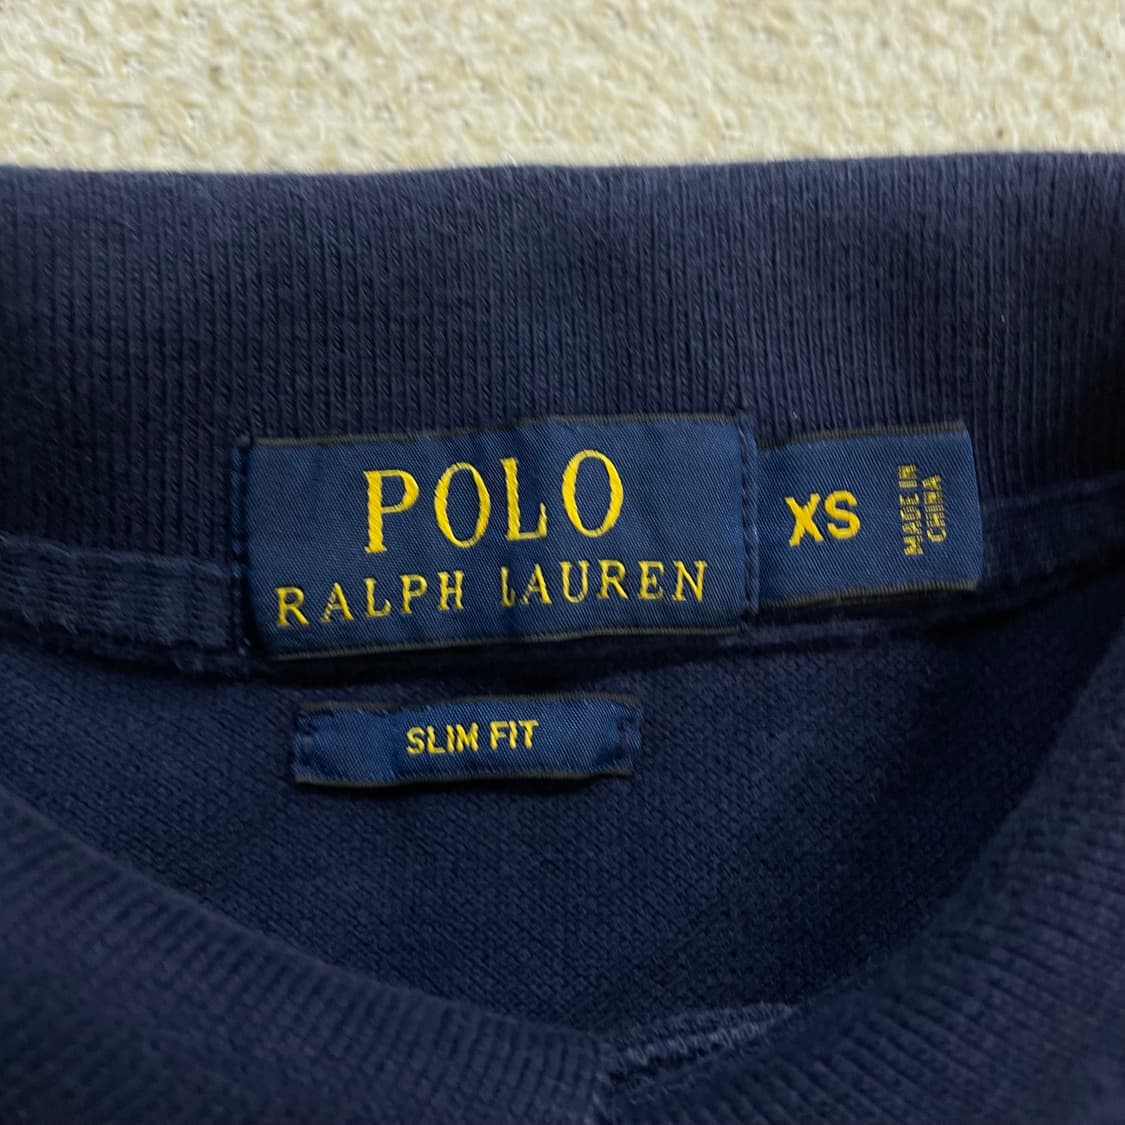 POLO
RALPH LAUREN
XS
MADE IN
CHINA
SLIM FIT